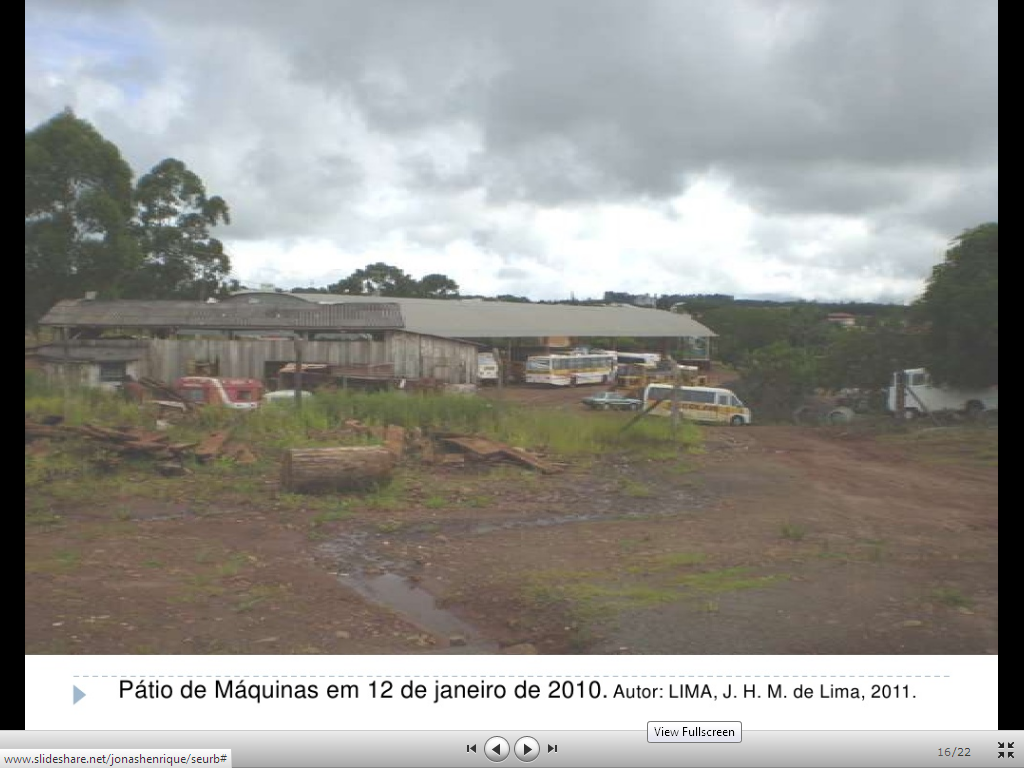 Pátio de Máquinas em 12 de janeiro de 2010. Autor: LIMA, J. H. M. de Lima, 2011.
View Fullscreen
16/22
www.slideshare.net/jonashenrique/seurb#